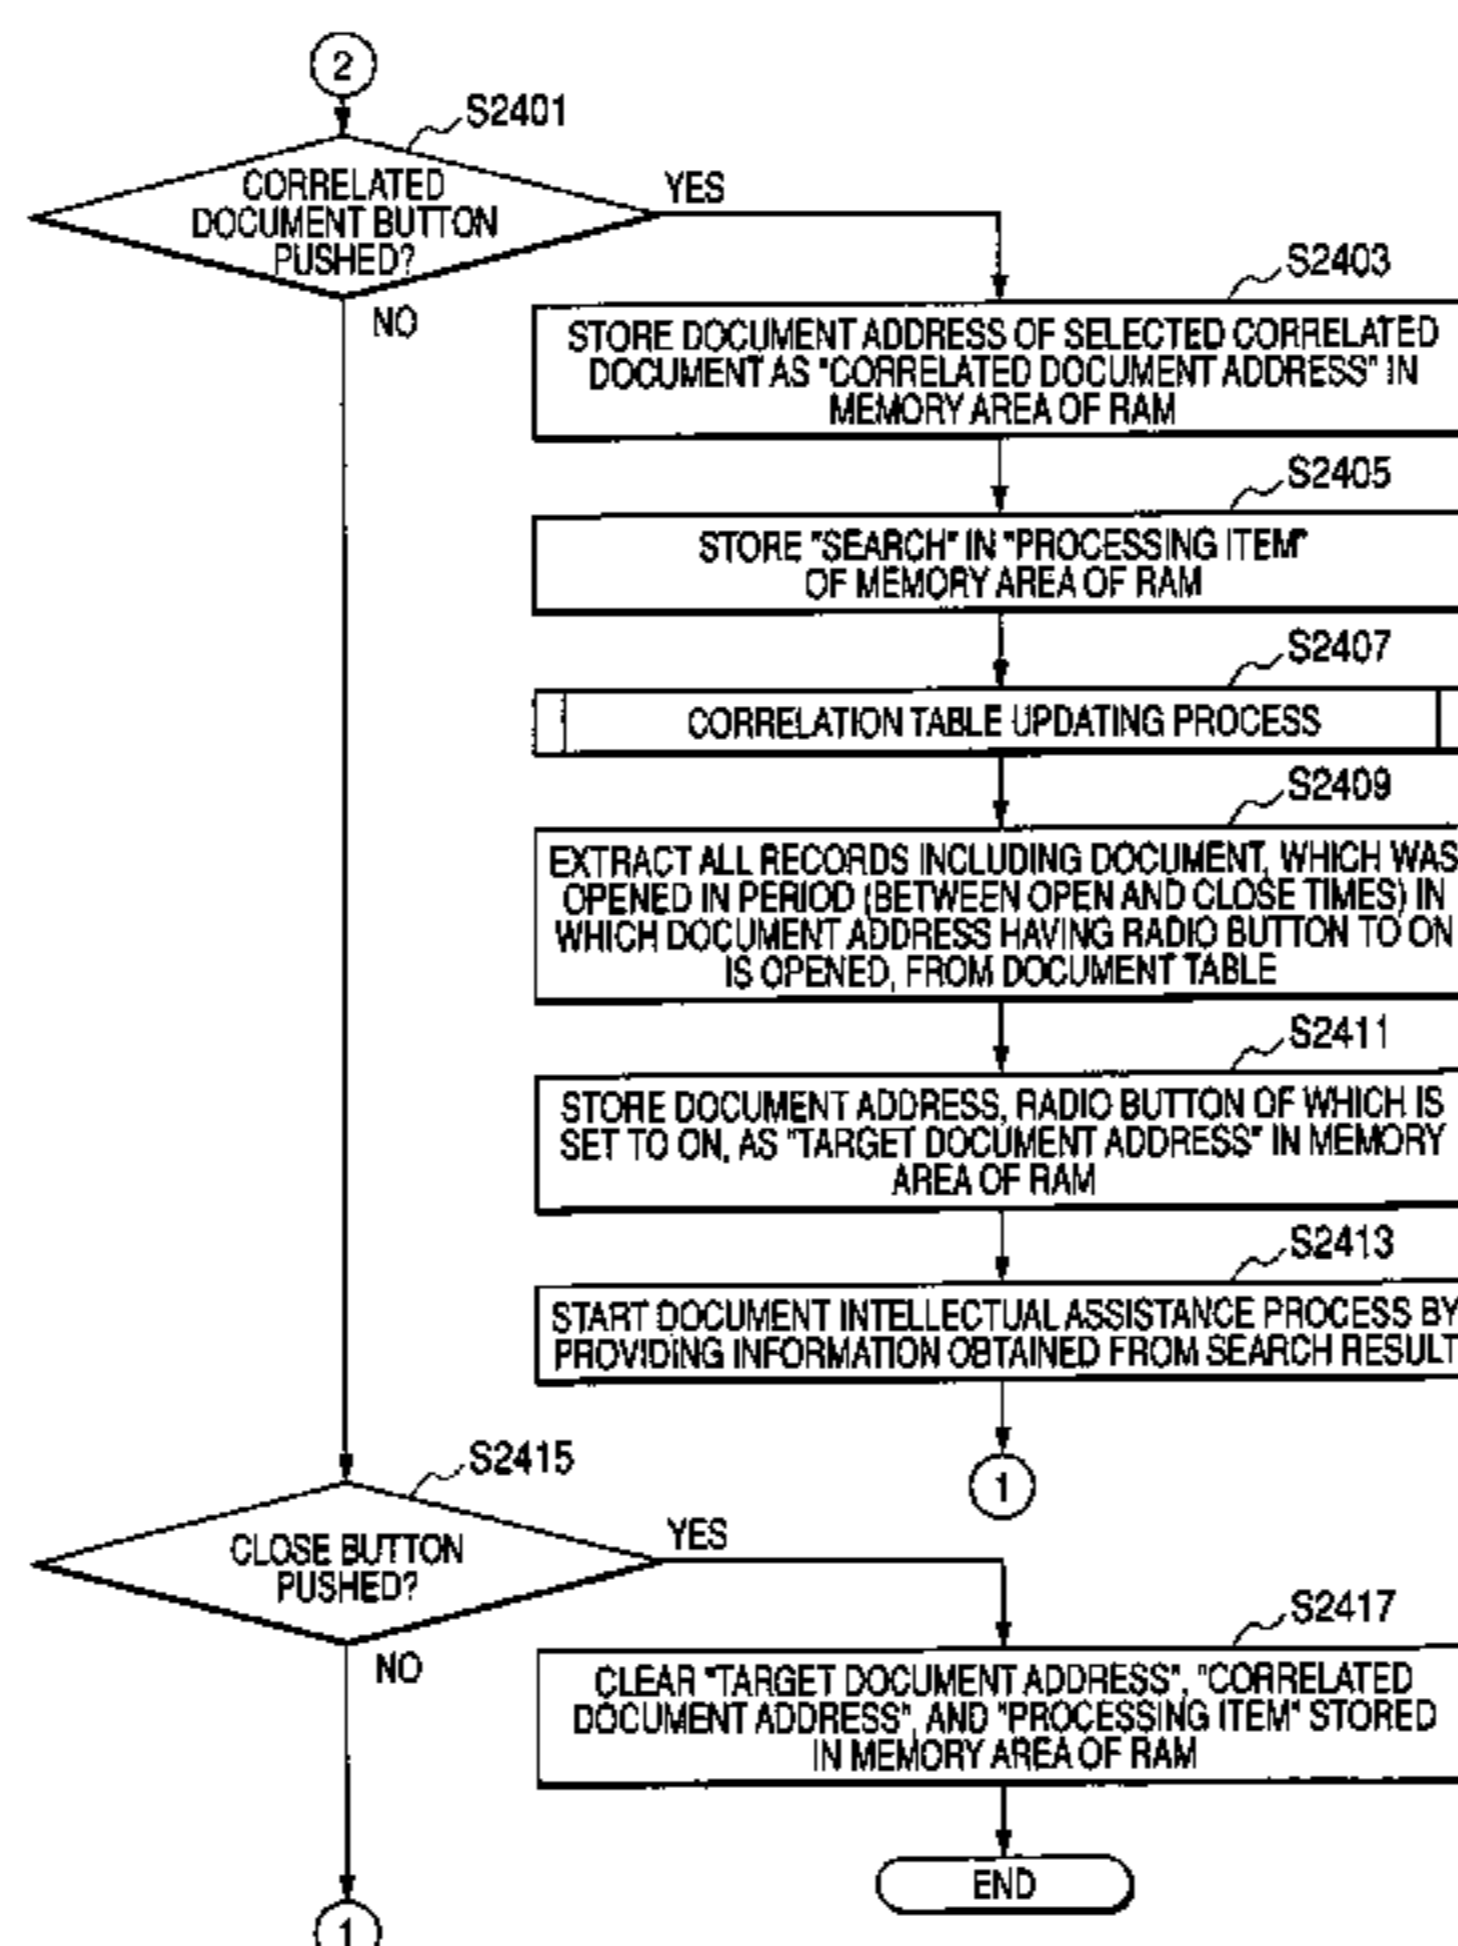 2
S2401
CORRELATED
DOCUMENT BUTTON
PUSHED?
YES
NO
S2403
STORE DOCUMENT ADDRESS OF SELECTED CORRELATED
DOCUMENT AS "CORRELATED DOCUMENT ADDRESS" IN
MEMORY AREA OF RAM
S2405
STORE "SEARCH" IN "PROCESSING ITEM"
OF MEMORY AREA OF RAM
S2407
CORRELATION TABLE UPDATING PROCESS
S2409
EXTRACT ALL RECORDS INCLUDING DOCUMENT, WHICH WAS
OPENED IN PERIOD (BETWEEN OPEN AND CLOSE TIMES) IN
WHICH DOCUMENT ADDRESS HAVING RADIO BUTTON TO ON
IS OPENED, FROM DOCUMENT TABLE
S2411
STORE DOCUMENT ADDRESS, RADIO BUTTON OF WHICH IS
SET TO ON, AS "TARGET DOCUMENT ADDRESS" IN MEMORY
AREA OF RAM
S2413
START DOCUMENT INTELLECTUAL ASSISTANCE PROCESS BY
PROVIDING INFORMATION OBTAINED FROM SEARCH RESULT
1
S2415
CLOSE BUTTON
PUSHED?
YES
NO
S2417
CLEAR "TARGET DOCUMENT ADDRESS", "CORRELATED
DOCUMENT ADDRESS", AND "PROCESSING ITEM" STORED
IN MEMORY AREA OF RAM
END
1